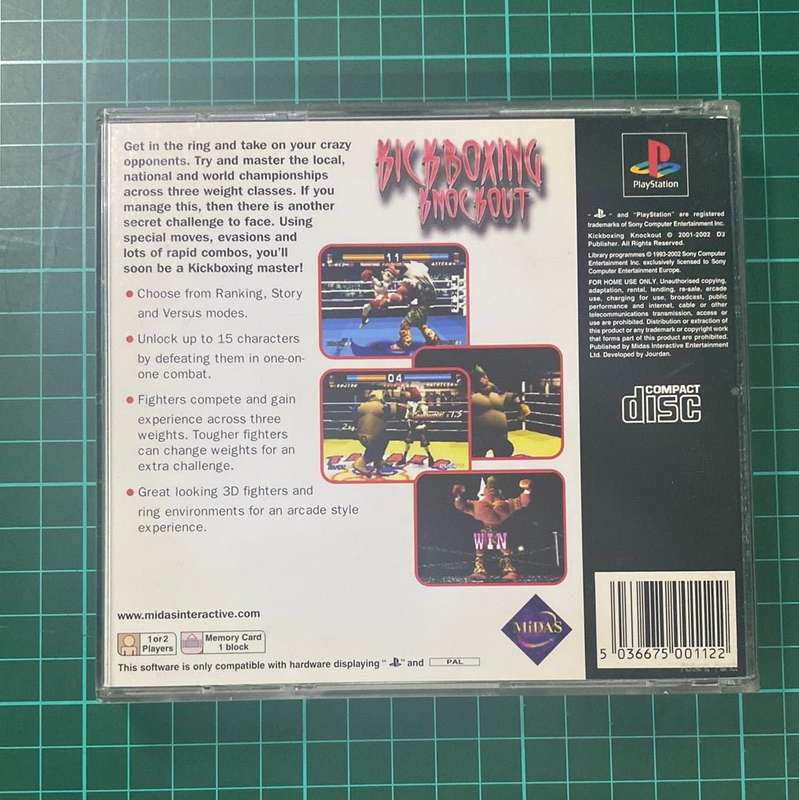 Get in the ring and take on your crazy
opponents. Try and master the local,
national and world championships
across three weight classes. If you
manage this, then there is another
secret challenge to face. Using
special moves, evasions and
lots of rapid combos, you'll
soon be a Kickboxing master!
• Choose from Ranking, Story
and Versus modes.
• Unlock up to 15 characters
by defeating them in one-on-
one combat.
• Fighters compete and gain
experience across three
weights. Tougher fighters
can change weights for an
extra challenge.
• Great looking 3D fighters and
ring environments for an arcade style
experience.
www.midasinteractive.com
1 or 2
Players
Memory Card
1 block
This software is only compatible with hardware displaying " " and PAL
KICKBOXING
KNOCKOUT
11
04
WIN
MiDAS
PlayStation
" " and "PlayStation" are registered
trademarks of Sony Computer Entertainment Inc.
Kickboxing Knockout © 2001-2002 D3
Publisher. All Rights Reserved.
Library programmes © 1993-2002 Sony Computer
Entertainment Inc. exclusively licensed to Sony
Computer Entertainment Europe.
FOR HOME USE ONLY. Unauthorised copying,
adaptation, rental, lending, re-sale, arcade
use, charging for use, broadcast, public
performance and internet, cable or other
telecommunications transmission, access or
use are prohibited. Distribution or extraction of
this product or any trademark or copyright work
that forms part of this product are prohibited.
Published by Midas Interactive Entertainment
Ltd. Developed by Jourdan.
COMPACT
disc
5 036675 001122